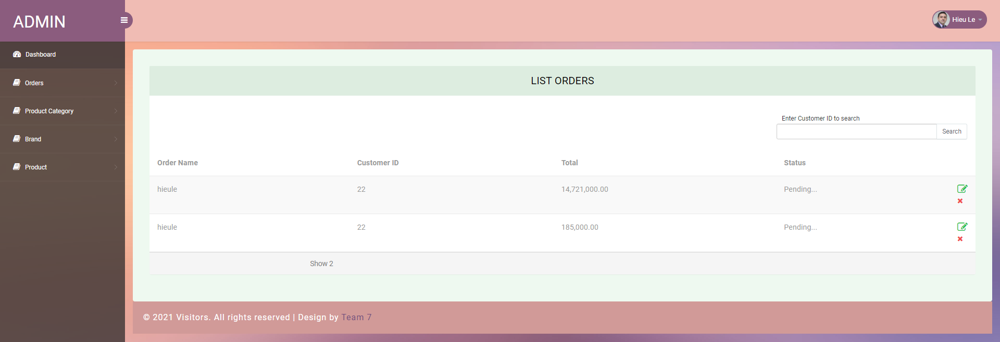 ADMIN
Hieu Le
Dashboard
Orders
Product Category
Brand
Product
LIST ORDERS
Enter Customer ID to search
Search
Order Name Customer ID Total Status
hieule 22 14,721,000.00 Pending...
hieule 22 185,000.00 Pending...
Show 2
© 2021 Visitors. All rights reserved | Design by Team 7